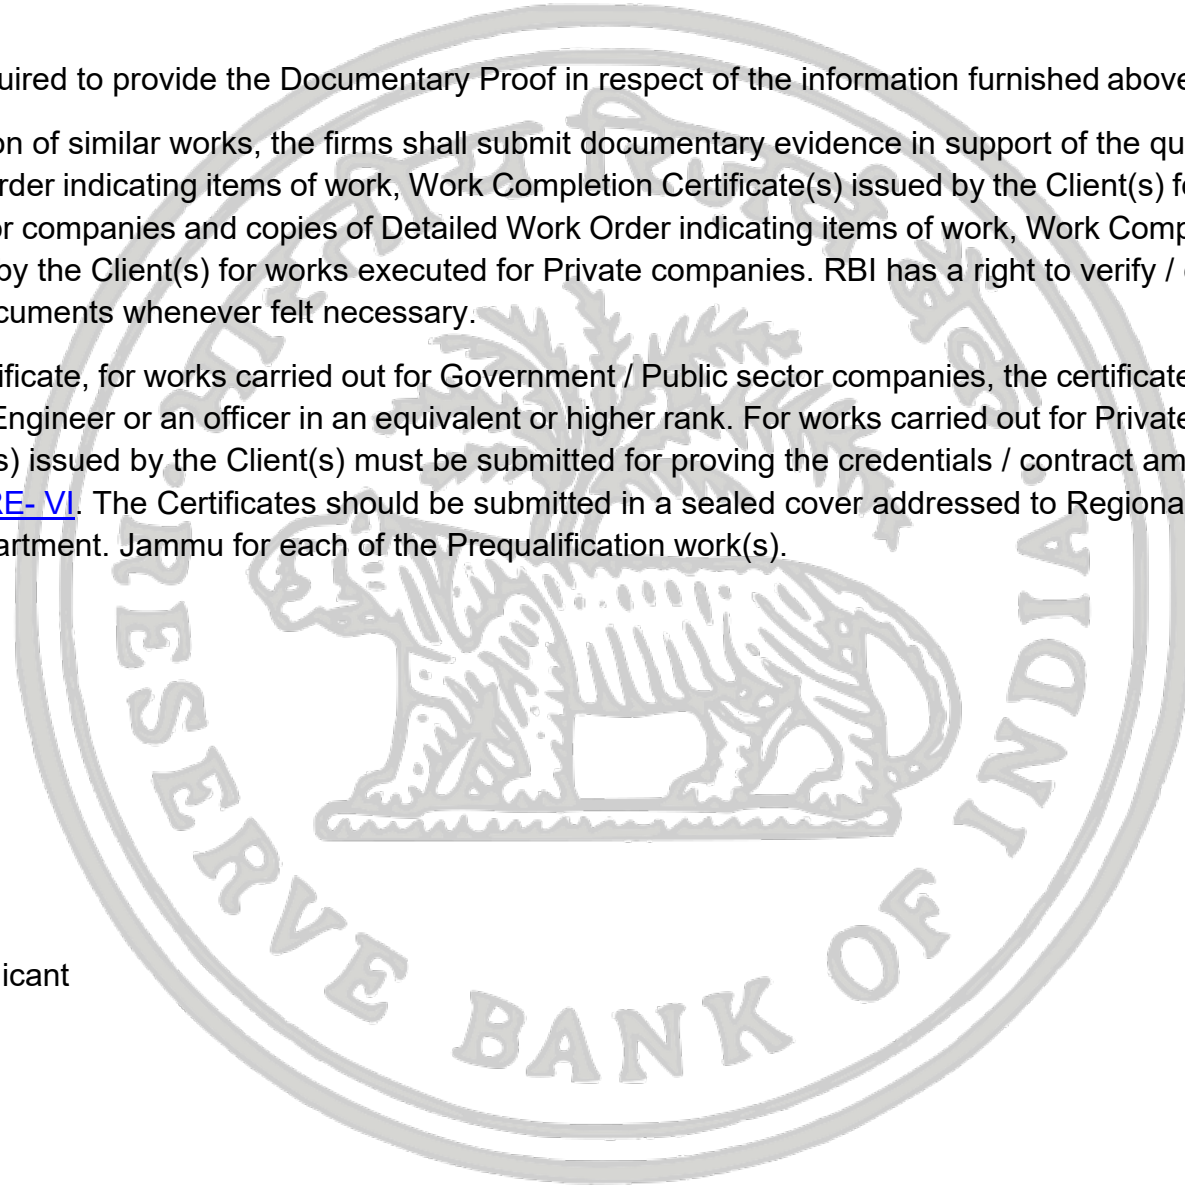 uired to provide the Documentary Proof in respect of the information furnished above
on of similar works, the firms shall submit documentary evidence in support of the qu
order indicating items of work, Work Completion Certificate(s) issued by the Client(s) f
or companies and copies of Detailed Work Order indicating items of work, Work Comp
by the Client(s) for works executed for Private companies. RBI has a right to verify /
cuments whenever felt necessary.
ificate, for works carried out for Government / Public sector companies, the certificate
Engineer or an officer in an equivalent or higher rank. For works carried out for Private
s) issued by the Client(s) must be submitted for proving the credentials / contract am
RE- VI. The Certificates should be submitted in a sealed cover addressed to Regiona
artment. Jammu for each of the Prequalification work(s).
icant
भारतीय रिज़र्व बैंक
RESERVE BANK OF INDIA